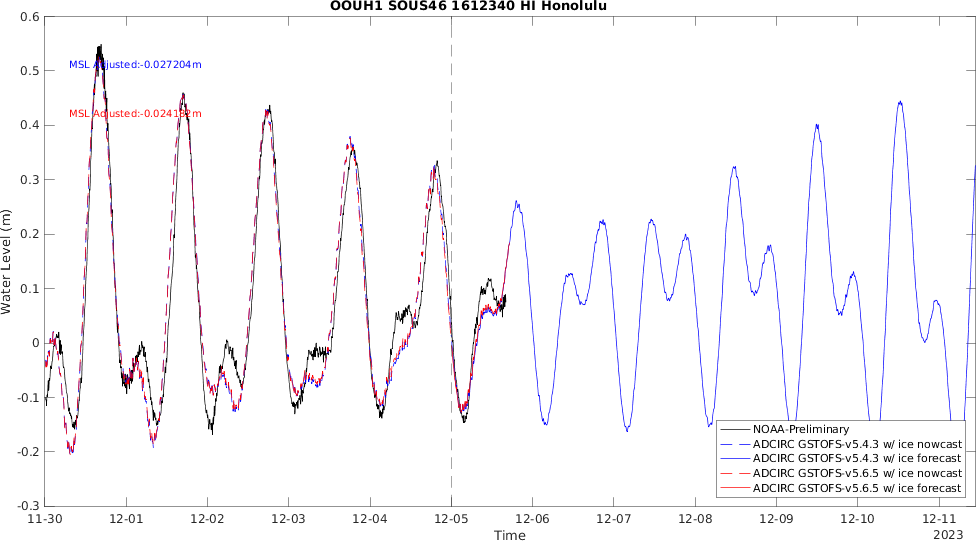 OOUH1 SOUS46 1612340 HI Honolulu
MSL Adjusted:-0.027204m
MSL Adjusted:-0.024182m
Water Level (m)
0.6
0.5
0.4
0.3
0.2
0.1
0
-0.1
-0.2
-0.3
NOAA-Preliminary
ADCIRC GSTOFS-v5.4.3 w/ ice nowcast
ADCIRC GSTOFS-v5.4.3 w/ ice forecast
ADCIRC GSTOFS-v5.6.5 w/ ice nowcast
ADCIRC GSTOFS-v5.6.5 w/ ice forecast
11-30 12-01 12-02 12-03 12-04 12-05 12-06 12-07 12-08 12-09 12-10 12-11
Time
2023